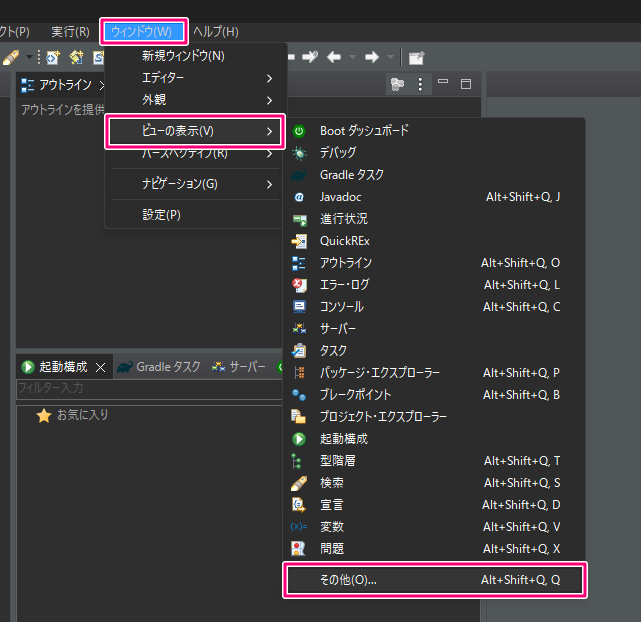 クト(P) 実行(R) ウィンドウ(W) ヘルプ(H)
新規ウィンドウ(N)
エディター
外観
ビューの表示(V)
パースペクティブ(R)
ナビゲーション(G)
設定(P)
アウトライン
アウトラインを提供
Boot ダッシュボード
デバッグ
Gradle タスク
Javadoc Alt+Shift+Q, J
進行状況
QuickREx
アウトライン Alt+Shift+Q, O
エラー・ログ Alt+Shift+Q, L
コンソール Alt+Shift+Q, C
サーバー
タスク
パッケージ・エクスプローラー Alt+Shift+Q, P
ブレークポイント Alt+Shift+Q, B
プロジェクト・エクスプローラー
起動構成
型階層 Alt+Shift+Q, T
検索 Alt+Shift+Q, S
宣言 Alt+Shift+Q, D
変数 Alt+Shift+Q, V
問題 Alt+Shift+Q, X
その他(O)... Alt+Shift+Q, Q
起動構成 Gradle タスク サーバー
フィルター入力
お気に入り